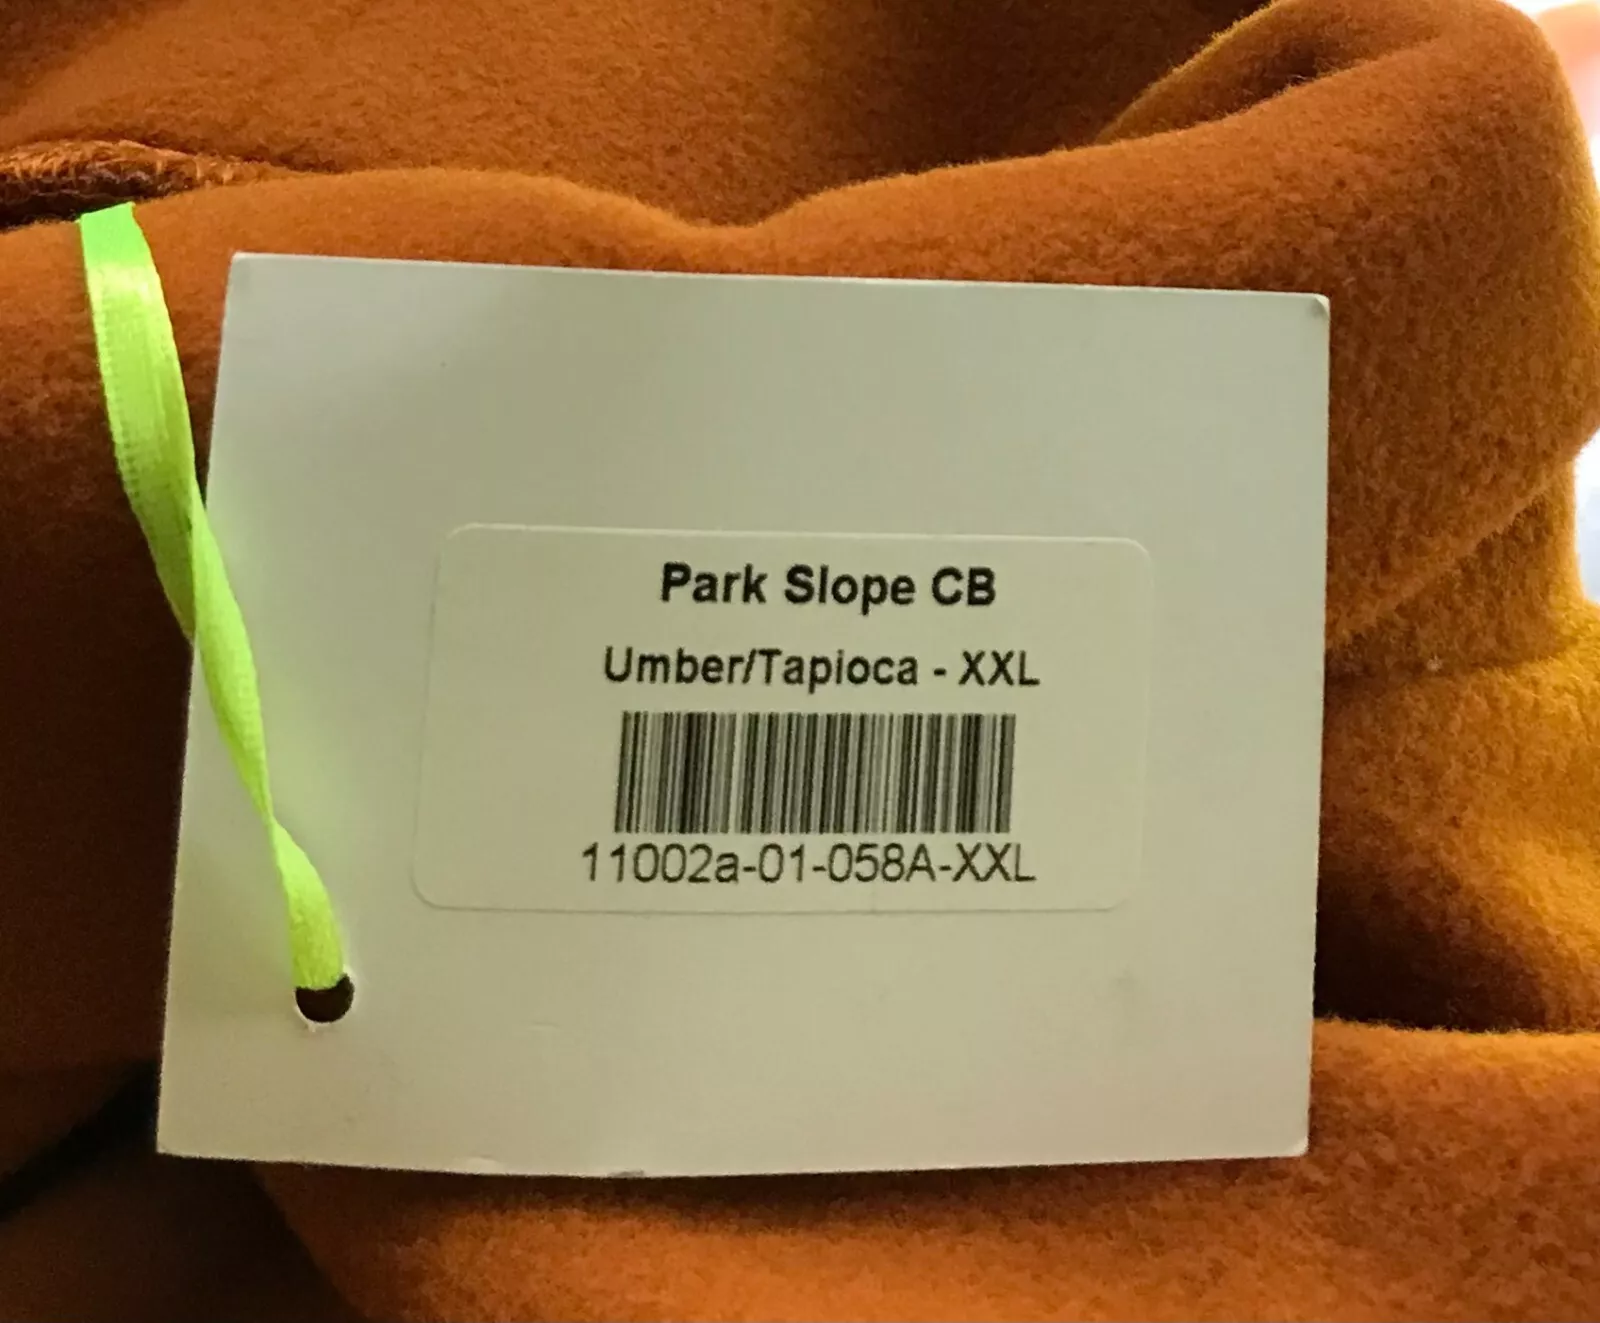 Park Slope CB
Umber/Tapioca - XXL
11002a-01-058A-XXL